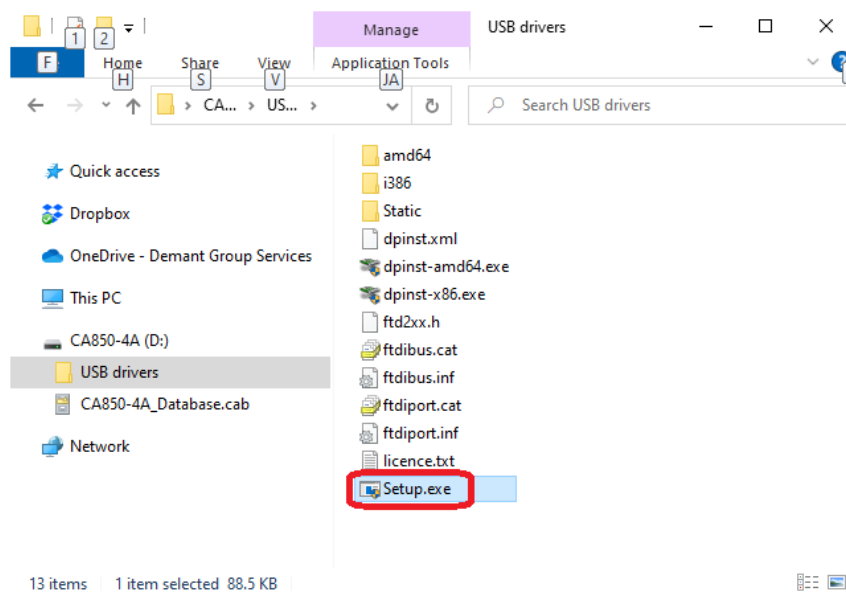 1 2 Manage USB drivers
F Home Share View Application Tools
H S V JA
CA... US... Search USB drivers
Quick access
Dropbox
OneDrive - Demant Group Services
This PC
CA850-4A (D:)
USB drivers
CA850-4A_Database.cab
Network
amd64
i386
Static
dpinst.xml
dpinst-amd64.exe
dpinst-x86.exe
ftd2xx.h
ftdibus.cat
ftdibus.inf
ftdiport.cat
ftdiport.inf
licence.txt
Setup.exe
13 items 1 item selected 88.5 KB